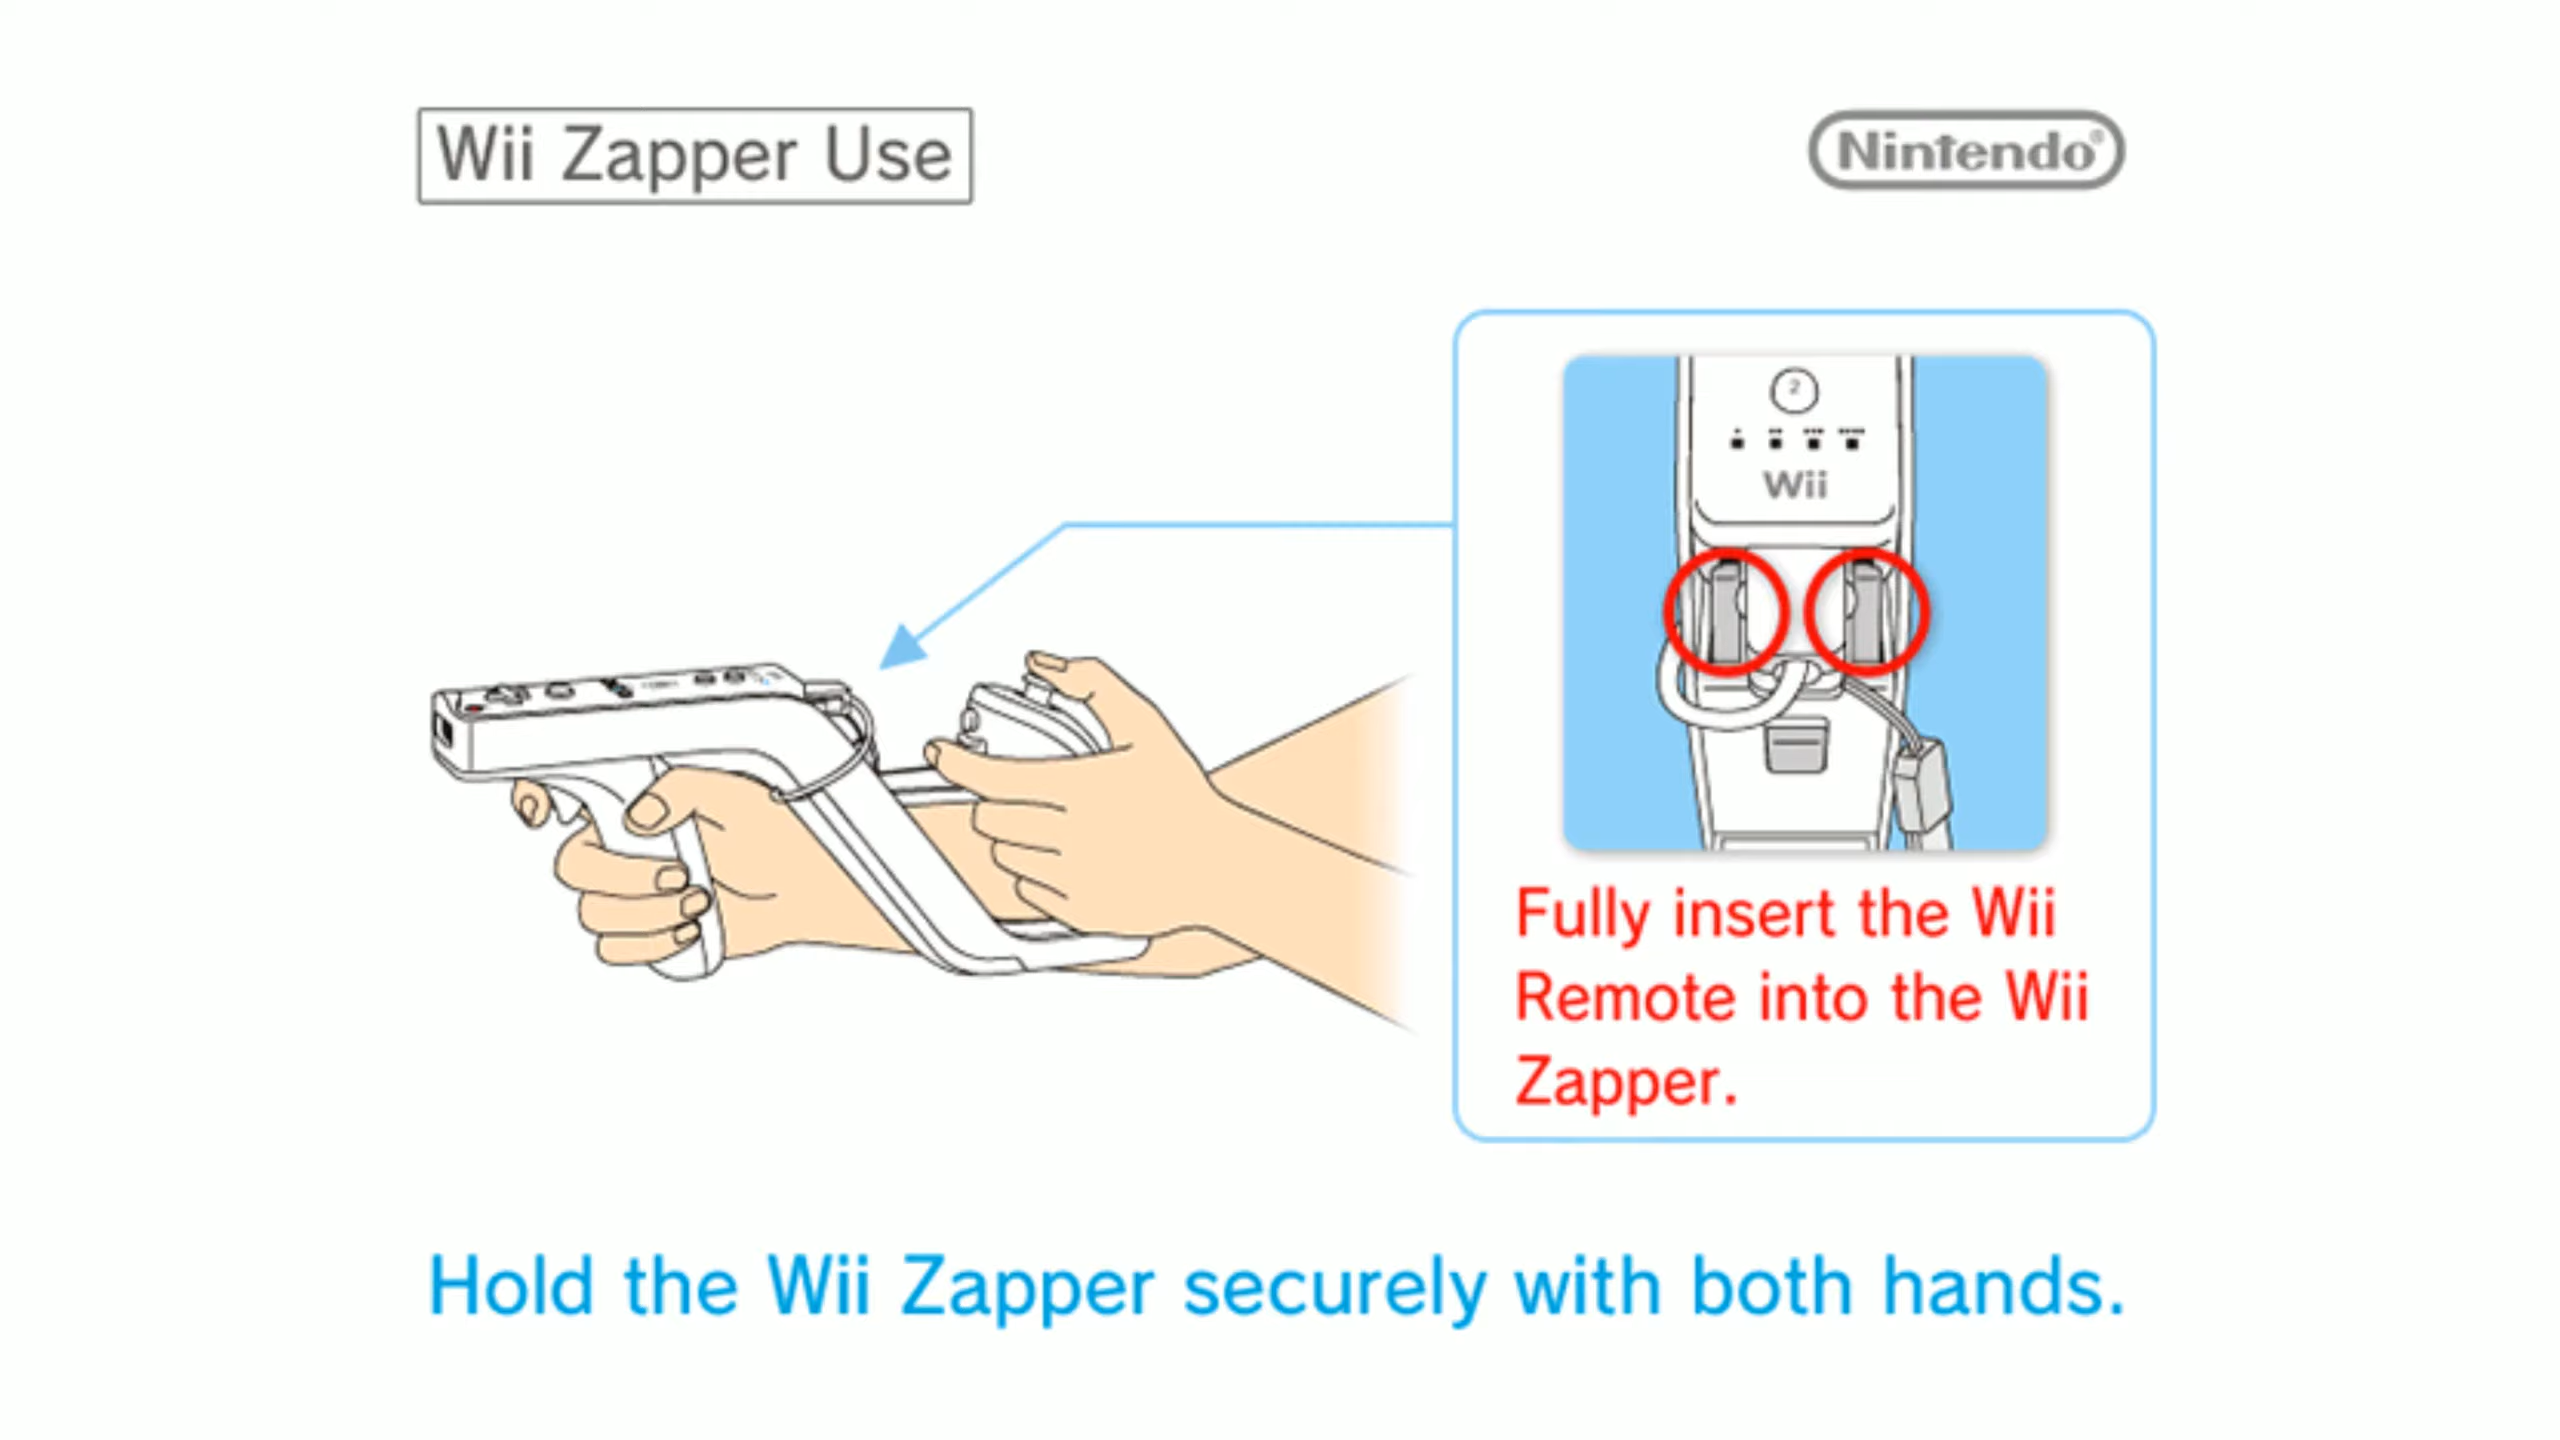 Wii Zapper Use
Nintendo®
2
Wii
Fully insert the Wii
Remote into the Wii
Zapper.
Hold the Wii Zapper securely with both hands.